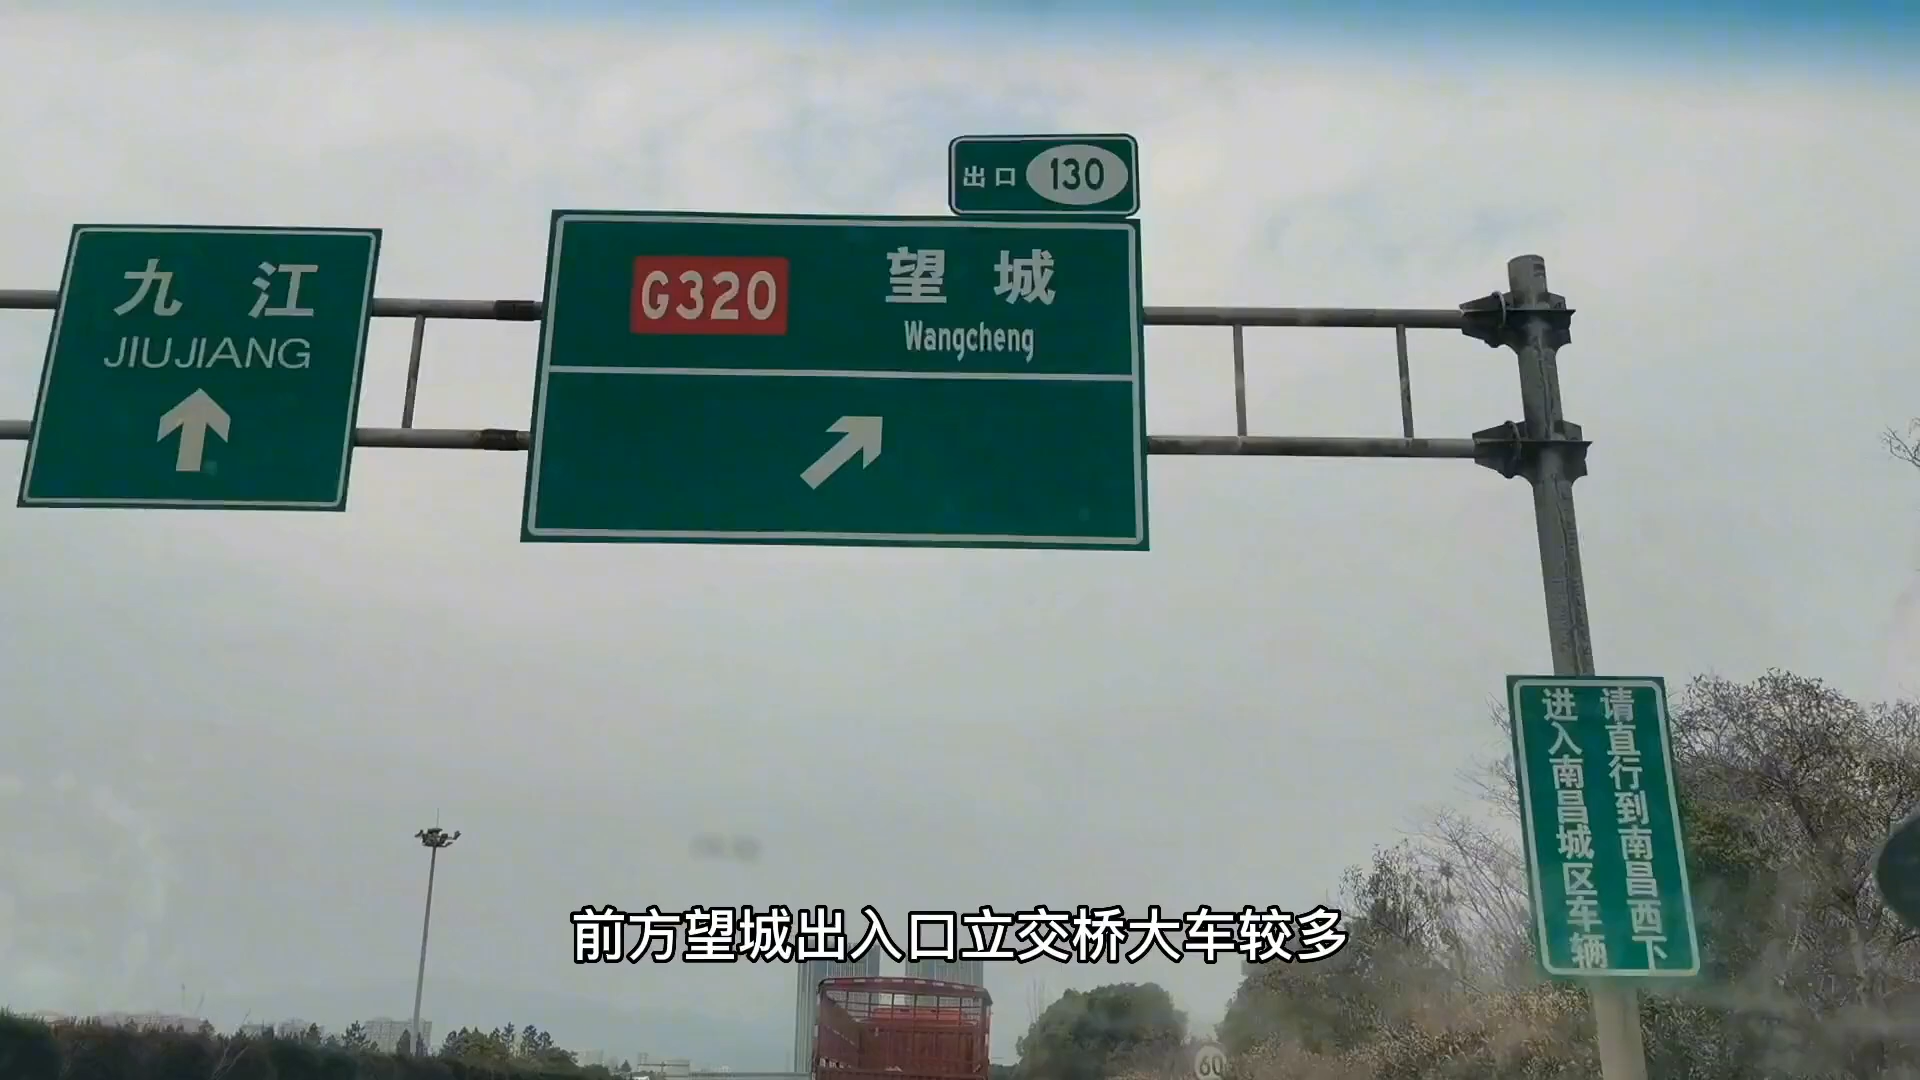 出口 130
九江
JIUJIANG
G320 望城
Wangcheng
进入南昌城区车辆
请直行到南昌西下
前方望城出入口立交桥大车较多
60